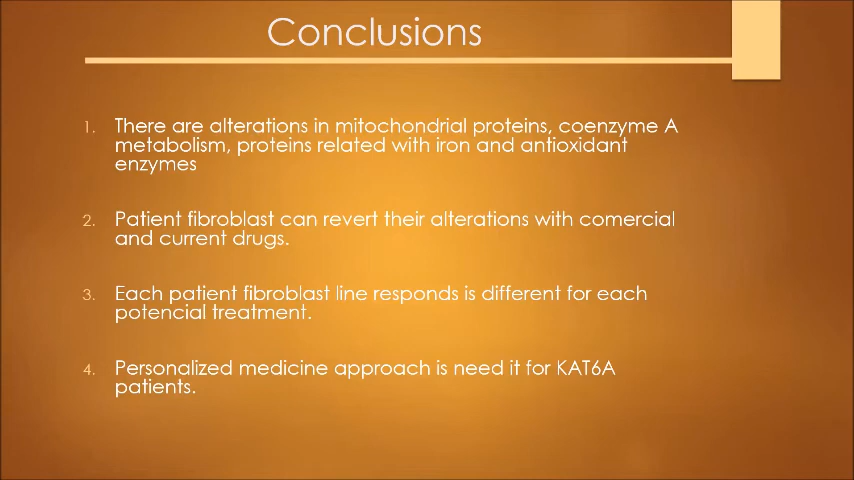 Conclusions
1. There are alterations in mitochondrial proteins, coenzyme A
metabolism, proteins related with iron and antioxidant
enzymes
2. Patient fibroblast can revert their alterations with comercial
and current drugs.
3. Each patient fibroblast line responds is different for each
potencial treatment.
4. Personalized medicine approach is need it for KAT6A
patients.